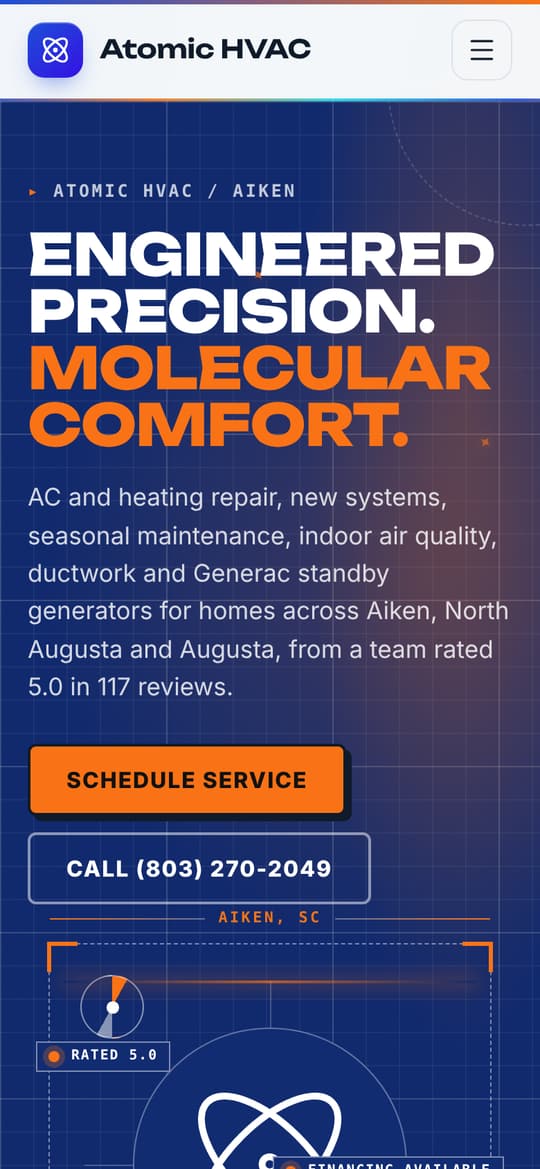 Atomic HVAC
▸ ATOMIC HVAC / AIKEN
ENGINEERED
PRECISION.
MOLECULAR
COMFORT.
AC and heating repair, new systems,
seasonal maintenance, indoor air quality,
ductwork and Generac standby
generators for homes across Aiken, North
Augusta and Augusta, from a team rated
5.0 in 117 reviews.
SCHEDULE SERVICE
CALL (803) 270-2049
AIKEN, SC
RATED 5.0
FINANCING AVAILABLE